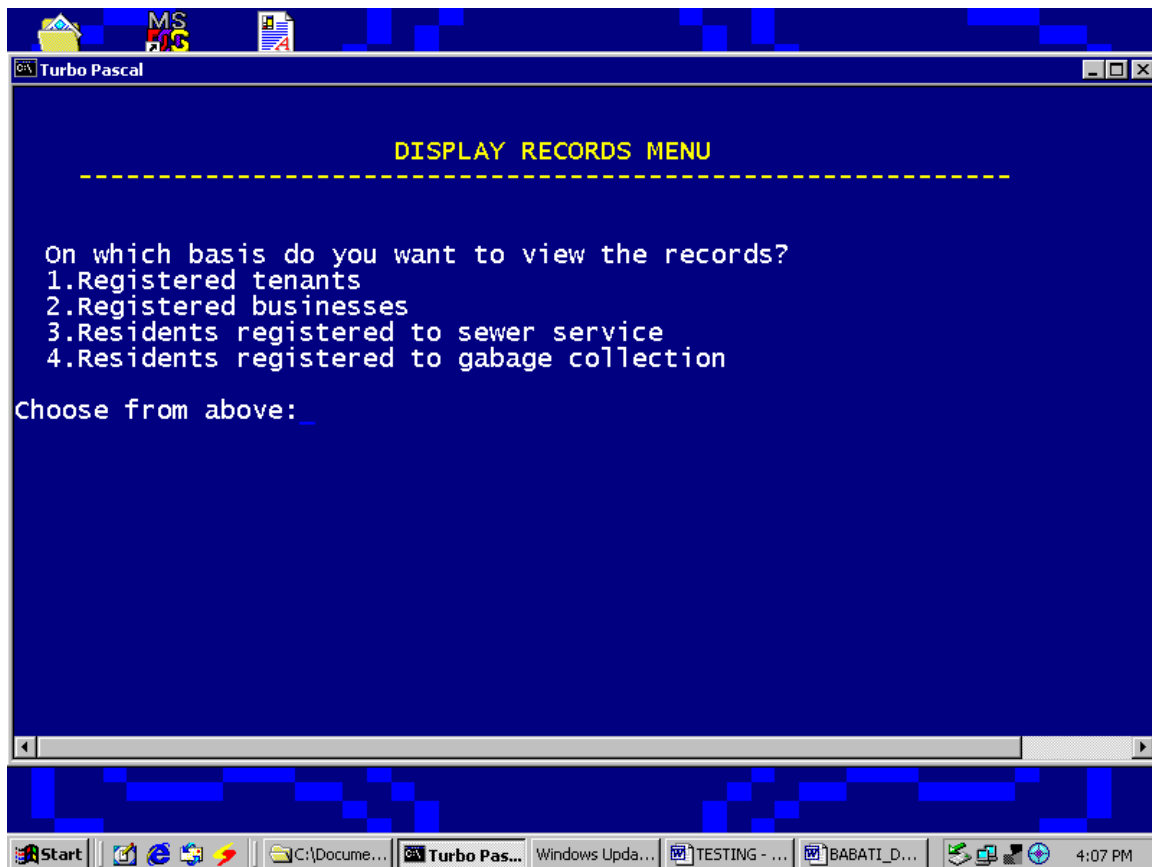 MS
Turbo Pascal
DISPLAY RECORDS MENU
------------------------------------------------------------
On which basis do you want to view the records?
1.Registered tenants
2.Registered businesses
3.Residents registered to sewer service
4.Residents registered to gabage collection
Choose from above:_
Start C:\Docume... Turbo Pas... Windows Upda... TESTING - ... BABATI_D... 4:07 PM